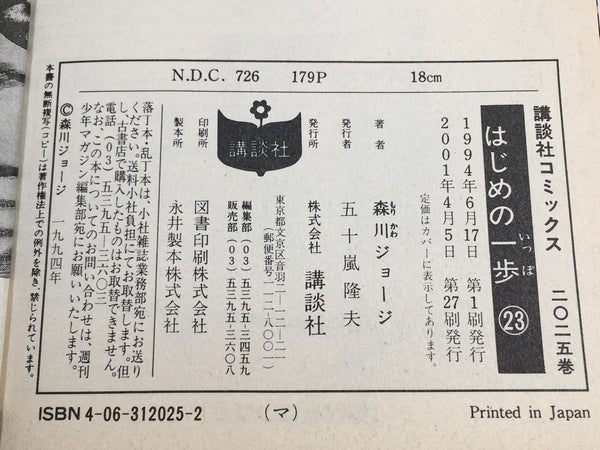 N.D.C. 726 179P 18cm
講談社コミックス 二〇二五巻
はじめの一歩 ㉓
いっぽ
1994年6月17日 第1刷発行
2001年4月5日 第27刷発行
定価はカバーに表示してあります。
著者 森川ジョージ
もりかわ
発行者 五十嵐隆夫
発行所 株式会社 講談社
東京都文京区音羽二-一二-二一
(郵便番号一一二-八〇〇一)
編集部(03)五三九五-三四五九
販売部(03)五三九五-三六〇八
講談社
印刷所 図書印刷株式会社
製本所 永井製本株式会社
落丁本・乱丁本は、小社雑誌業務部宛にお送り
ください。送料小社負担にてお取替えします。但
し、古書店で購入したものはお取替できません。
電話(03)五三九五-三六〇三
なお、この本についてのお問い合わせは、週刊
少年マガジン編集部宛にお願いいたします。
©森川ジョージ 一九九四年
本書の無断複写(コピー)は著作権法上での例外を除き、禁じられています。
ISBN4-06-312025-2 (マ) Printed in Japan